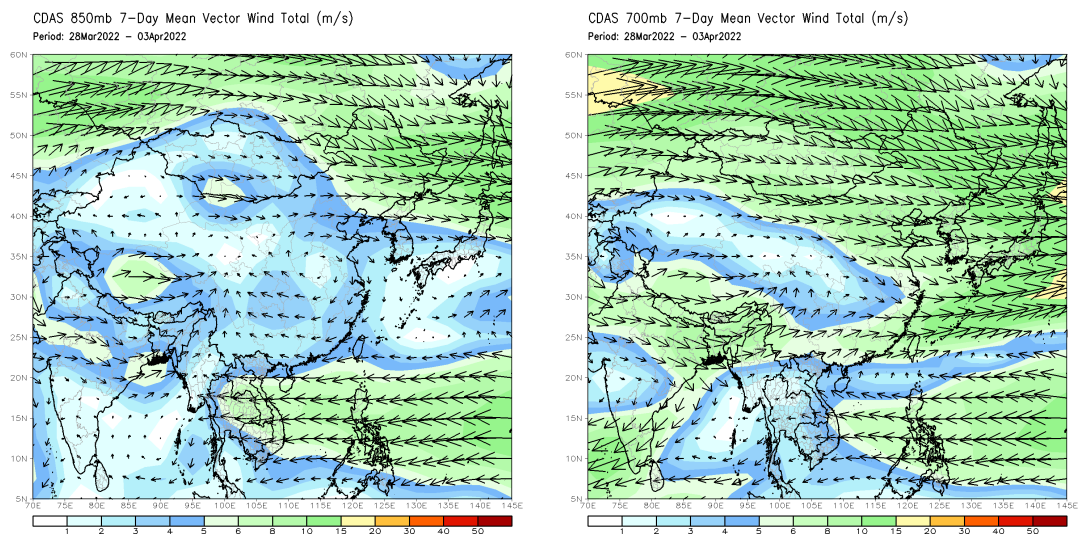 CDAS 850mb 7-Day Mean Vector Wind Total (m/s)
Period: 28Mar2022 - 03Apr2022
60N
55N
50N
45N
40N
35N
30N
25N
20N
15N
10N
5N
70E 75E 80E 85E 90E 95E 100E 105E 110E 115E 120E 125E 130E 135E 140E 145E
1 2 3 4 5 6 8 10 15 20 30 40 50
CDAS 700mb 7-Day Mean Vector Wind Total (m/s)
Period: 28Mar2022 - 03Apr2022
60N
55N
50N
45N
40N
35N
30N
25N
20N
15N
10N
5N
70E 75E 80E 85E 90E 95E 100E 105E 110E 115E 120E 125E 130E 135E 140E 145E
1 2 3 4 5 6 8 10 15 20 30 40 50